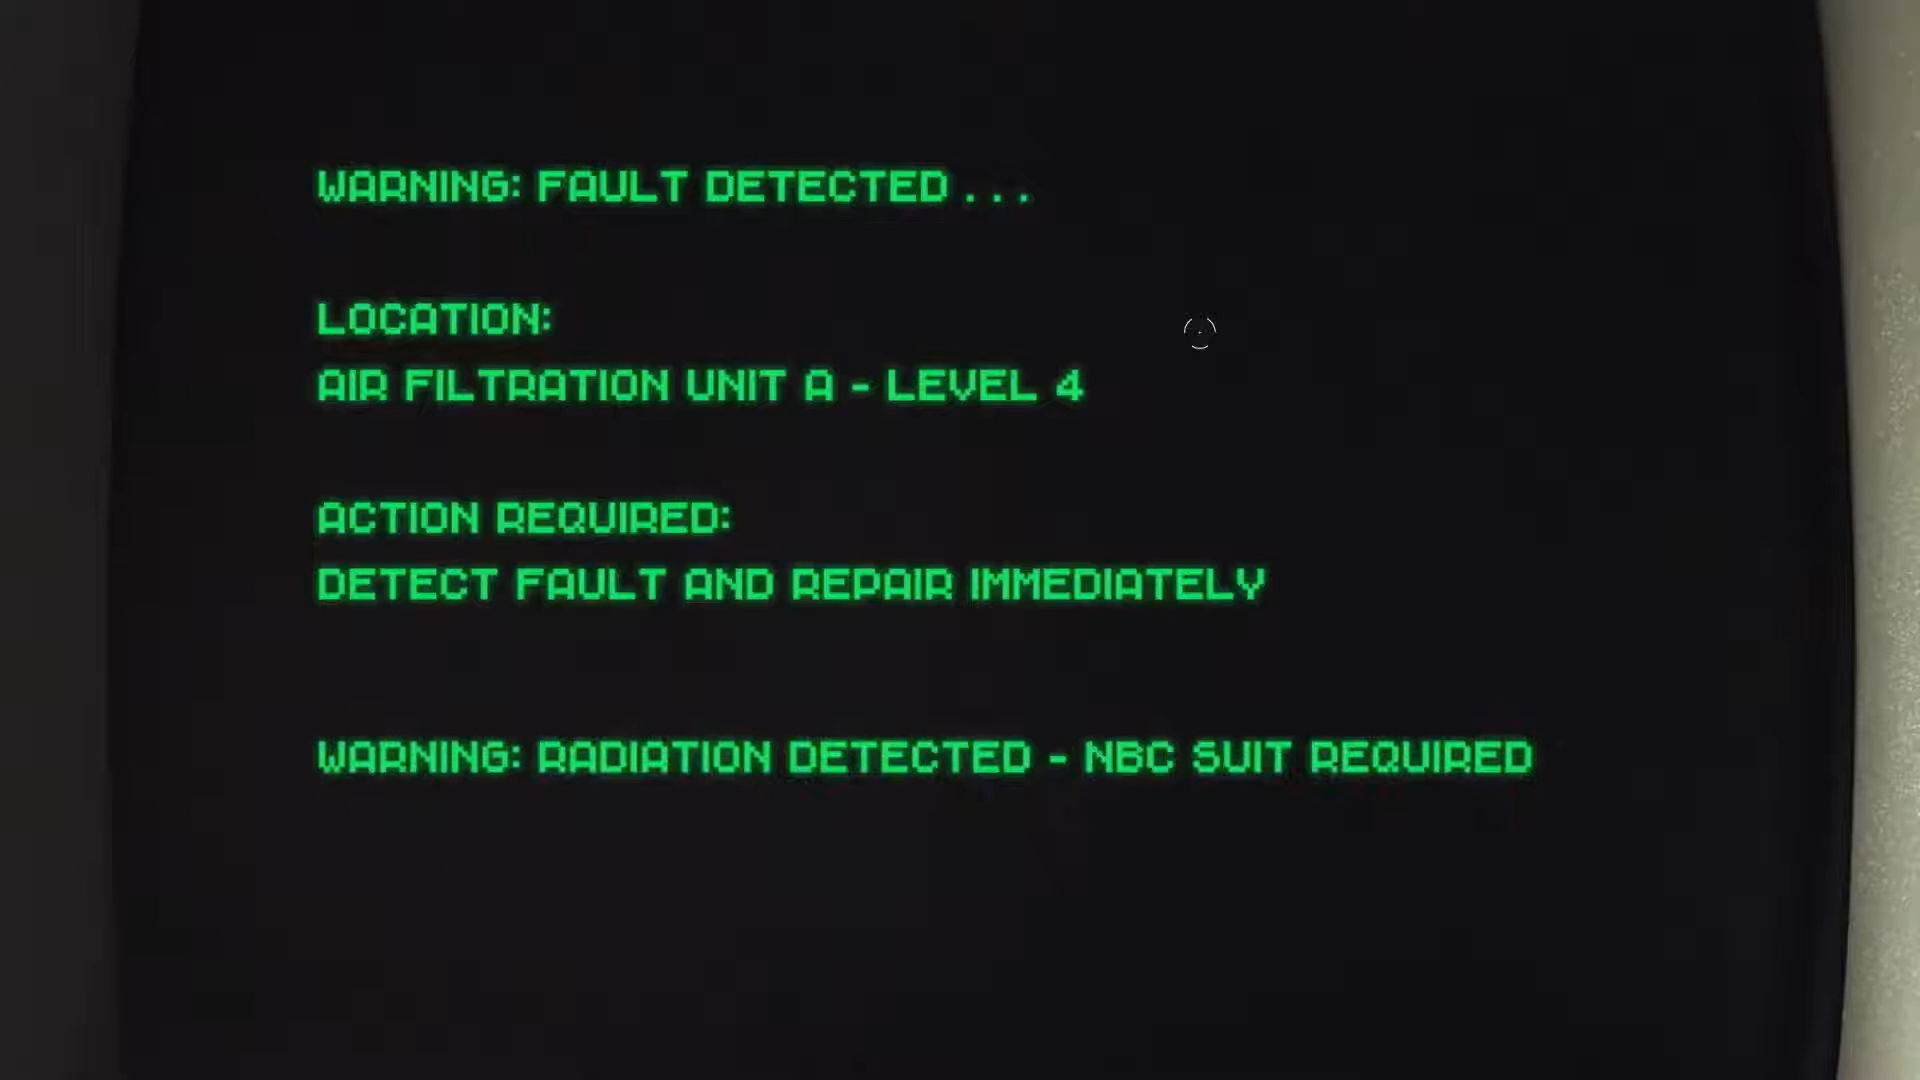 WARNING: FAULT DETECTED . . .
LOCATION:
AIR FILTRATION UNIT A - LEVEL 4
ACTION REQUIRED:
DETECT FAULT AND REPAIR IMMEDIATELY
WARNING: RADIATION DETECTED - NBC SUIT REQUIRED